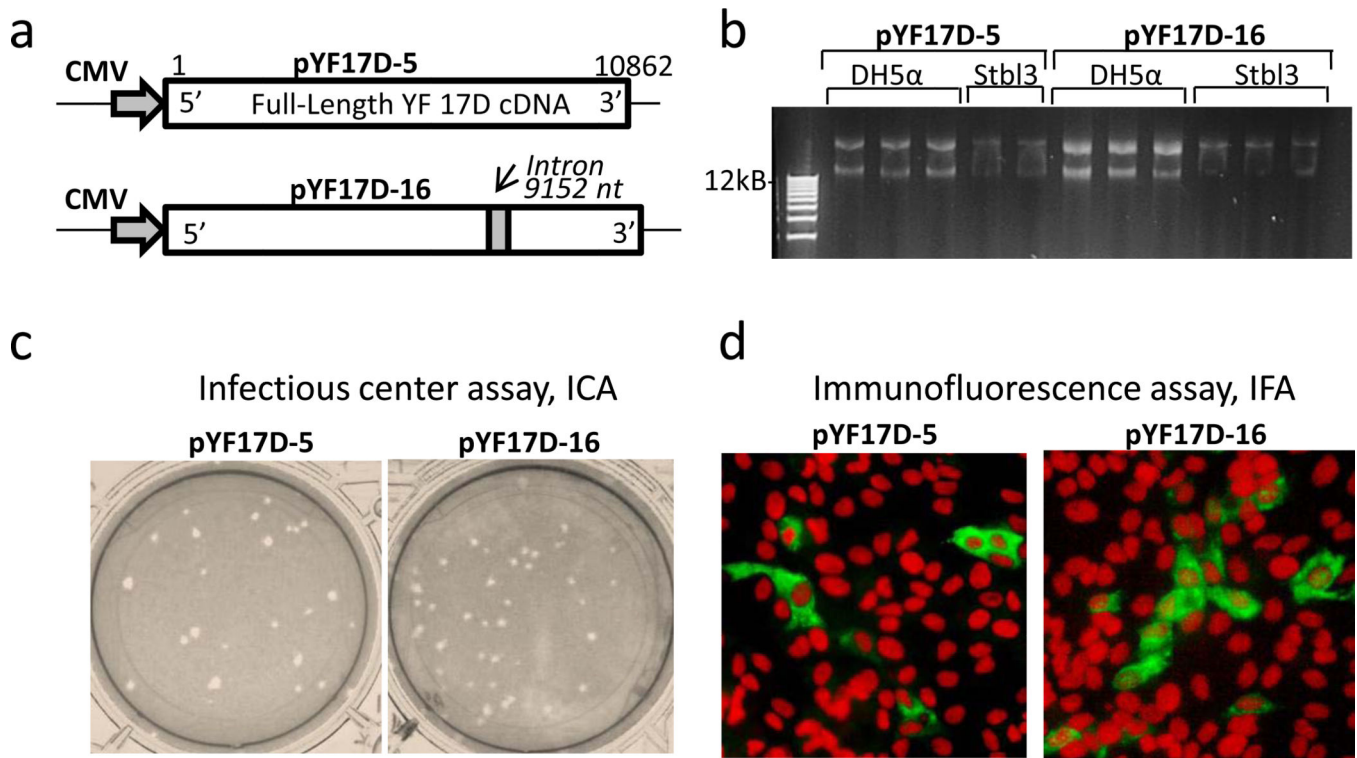 a
pYF17D-5
CMV 1 10862
5’ Full-Length YF 17D cDNA 3’
Intron
9152 nt
pYF17D-16
CMV
5’ 3’
b
pYF17D-5 pYF17D-16
DH5α Stbl3 DH5α Stbl3
12kB
c
Infectious center assay, ICA
pYF17D-5 pYF17D-16
d
Immunofluorescence assay, IFA
pYF17D-5 pYF17D-16